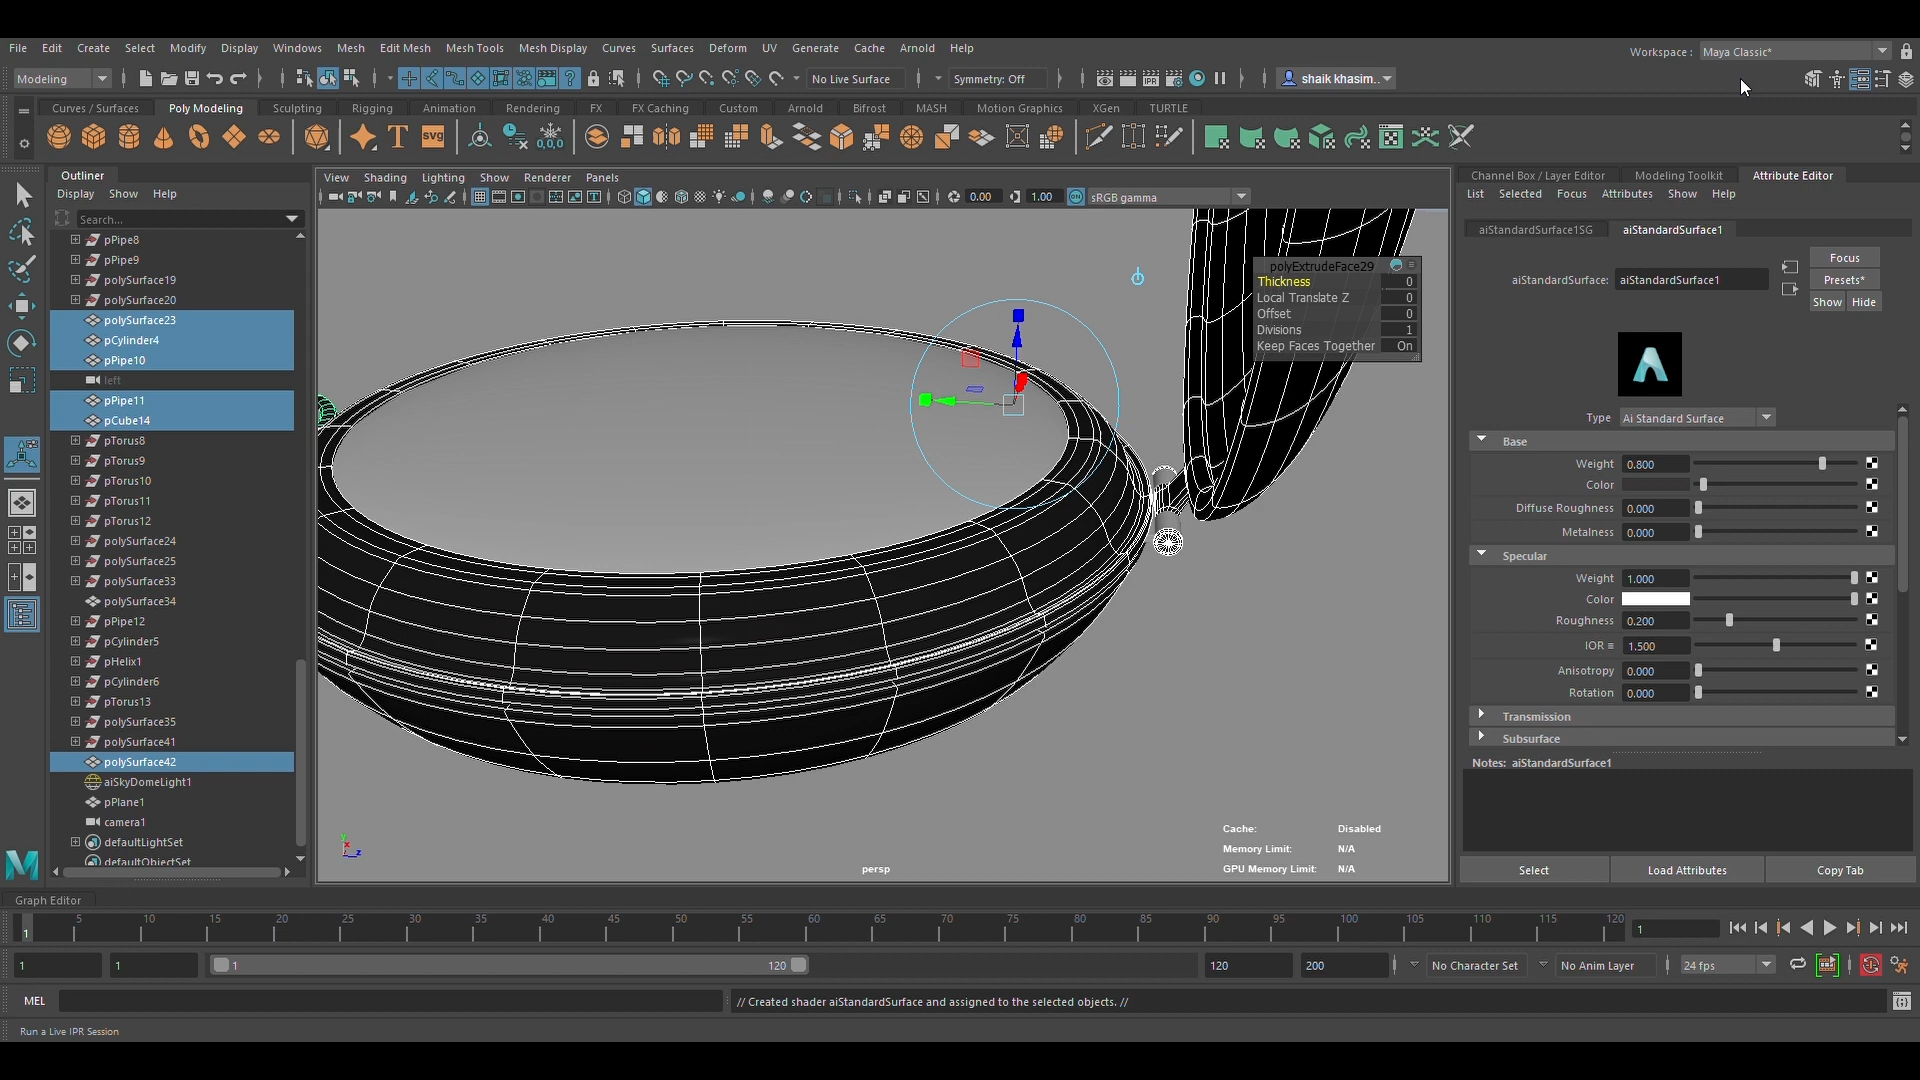 File Edit Create Select Modify Display Windows Mesh Edit Mesh Mesh Tools Mesh Display Curves Surfaces Deform UV Generate Cache Arnold Help
Workspace : Maya Classic*
Modeling
No Live Surface
Symmetry: Off
shaik khasim..
Curves / Surfaces Poly Modeling Sculpting Rigging Animation Rendering FX FX Caching Custom Arnold Bifrost MASH Motion Graphics XGen TURTLE
Outliner
Display Show Help
Search...
pPipe8
pPipe9
polySurface19
polySurface20
polySurface23
pCylinder4
pPipe10
left
pPipe11
pCube14
pTorus8
pTorus9
pTorus10
pTorus11
pTorus12
polySurface24
polySurface25
polySurface33
polySurface34
pPipe12
pCylinder5
pHelix1
pCylinder6
pTorus13
polySurface35
polySurface41
polySurface42
aiSkyDomeLight1
pPlane1
camera1
defaultLightSet
defaultObjectSet
View Shading Lighting Show Renderer Panels
0.00 1.00 sRGB gamma
polyExtrudeFace29
Thickness 0
Local Translate Z 0
Offset 0
Divisions 1
Keep Faces Together On
Cache: Disabled
Memory Limit: N/A
GPU Memory Limit: N/A
persp
Channel Box / Layer Editor Modeling Toolkit Attribute Editor
List Selected Focus Attributes Show Help
aiStandardSurface1SG aiStandardSurface1
Focus
aiStandardSurface: aiStandardSurface1 Presets*
Show Hide
Type Ai Standard Surface
Base
Weight 0.800
Color
Diffuse Roughness 0.000
Metalness 0.000
Specular
Weight 1.000
Color
Roughness 0.200
IOR 1.500
Anisotropy 0.000
Rotation 0.000
Transmission
Subsurface
Notes: aiStandardSurface1
Select Load Attributes Copy Tab
Graph Editor
5 10 15 20 25 30 35 40 45 50 55 60 65 70 75 80 85 90 95 100 105 110 115 120
1 1
1 1 1 120 120 200 No Character Set No Anim Layer 24 fps
MEL // Created shader aiStandardSurface and assigned to the selected objects. //
Run a Live IPR Session